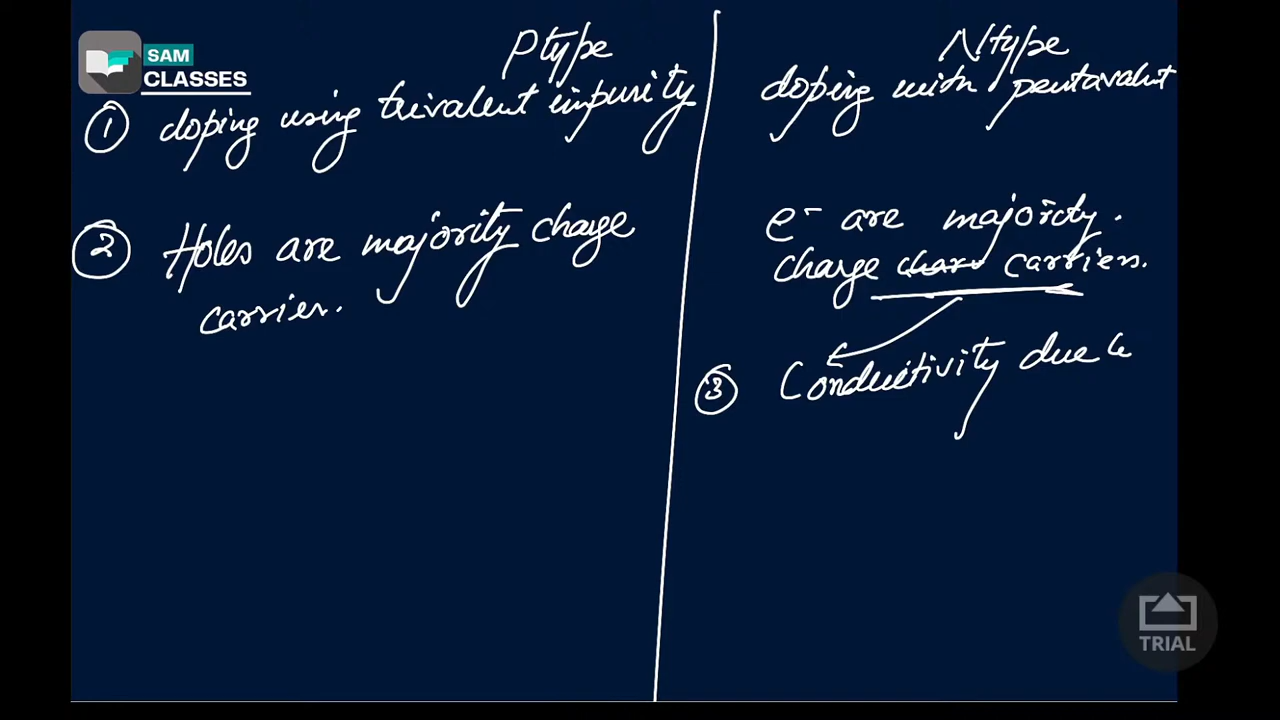 SAM
CLASSES
Ptype
① doping using trivalent impurity
② Holes are majority charge
carrier.
Ntype
doping with pentavalent
e⁻ are majority.
charge carriers.
③ Conductivity due
TRIAL